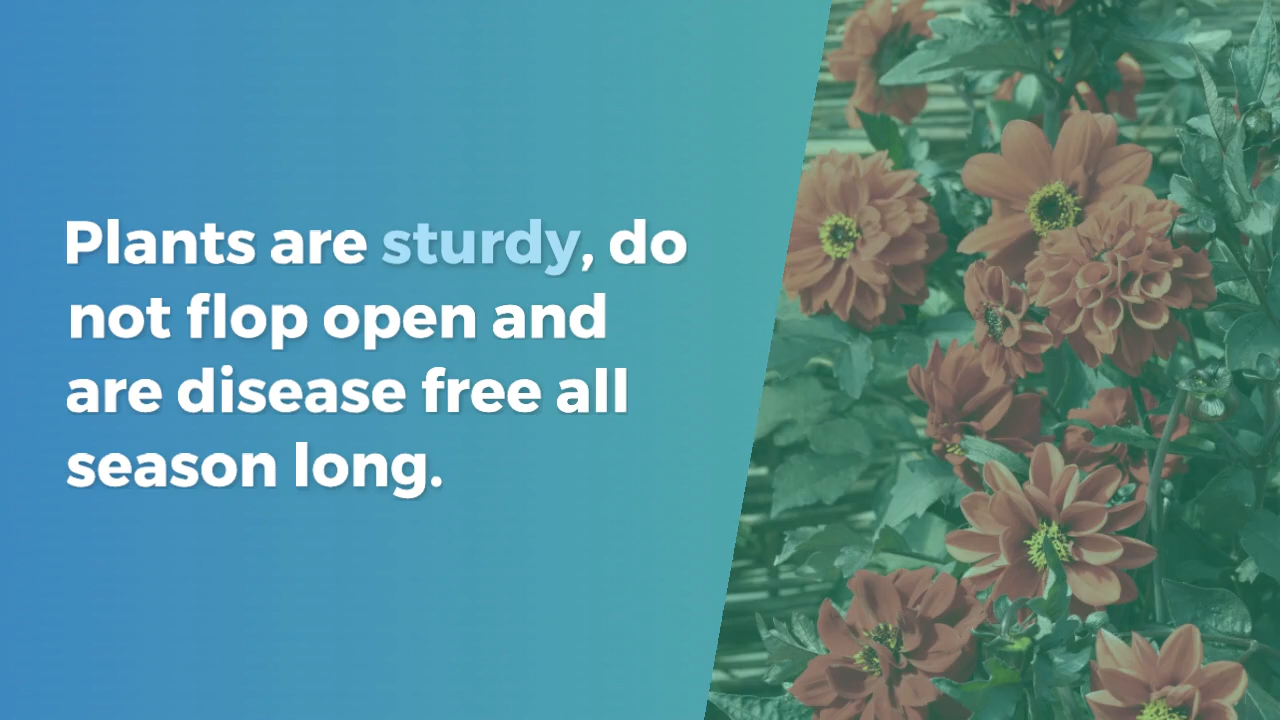 Plants are sturdy, do
not flop open and
are disease free all
season long.